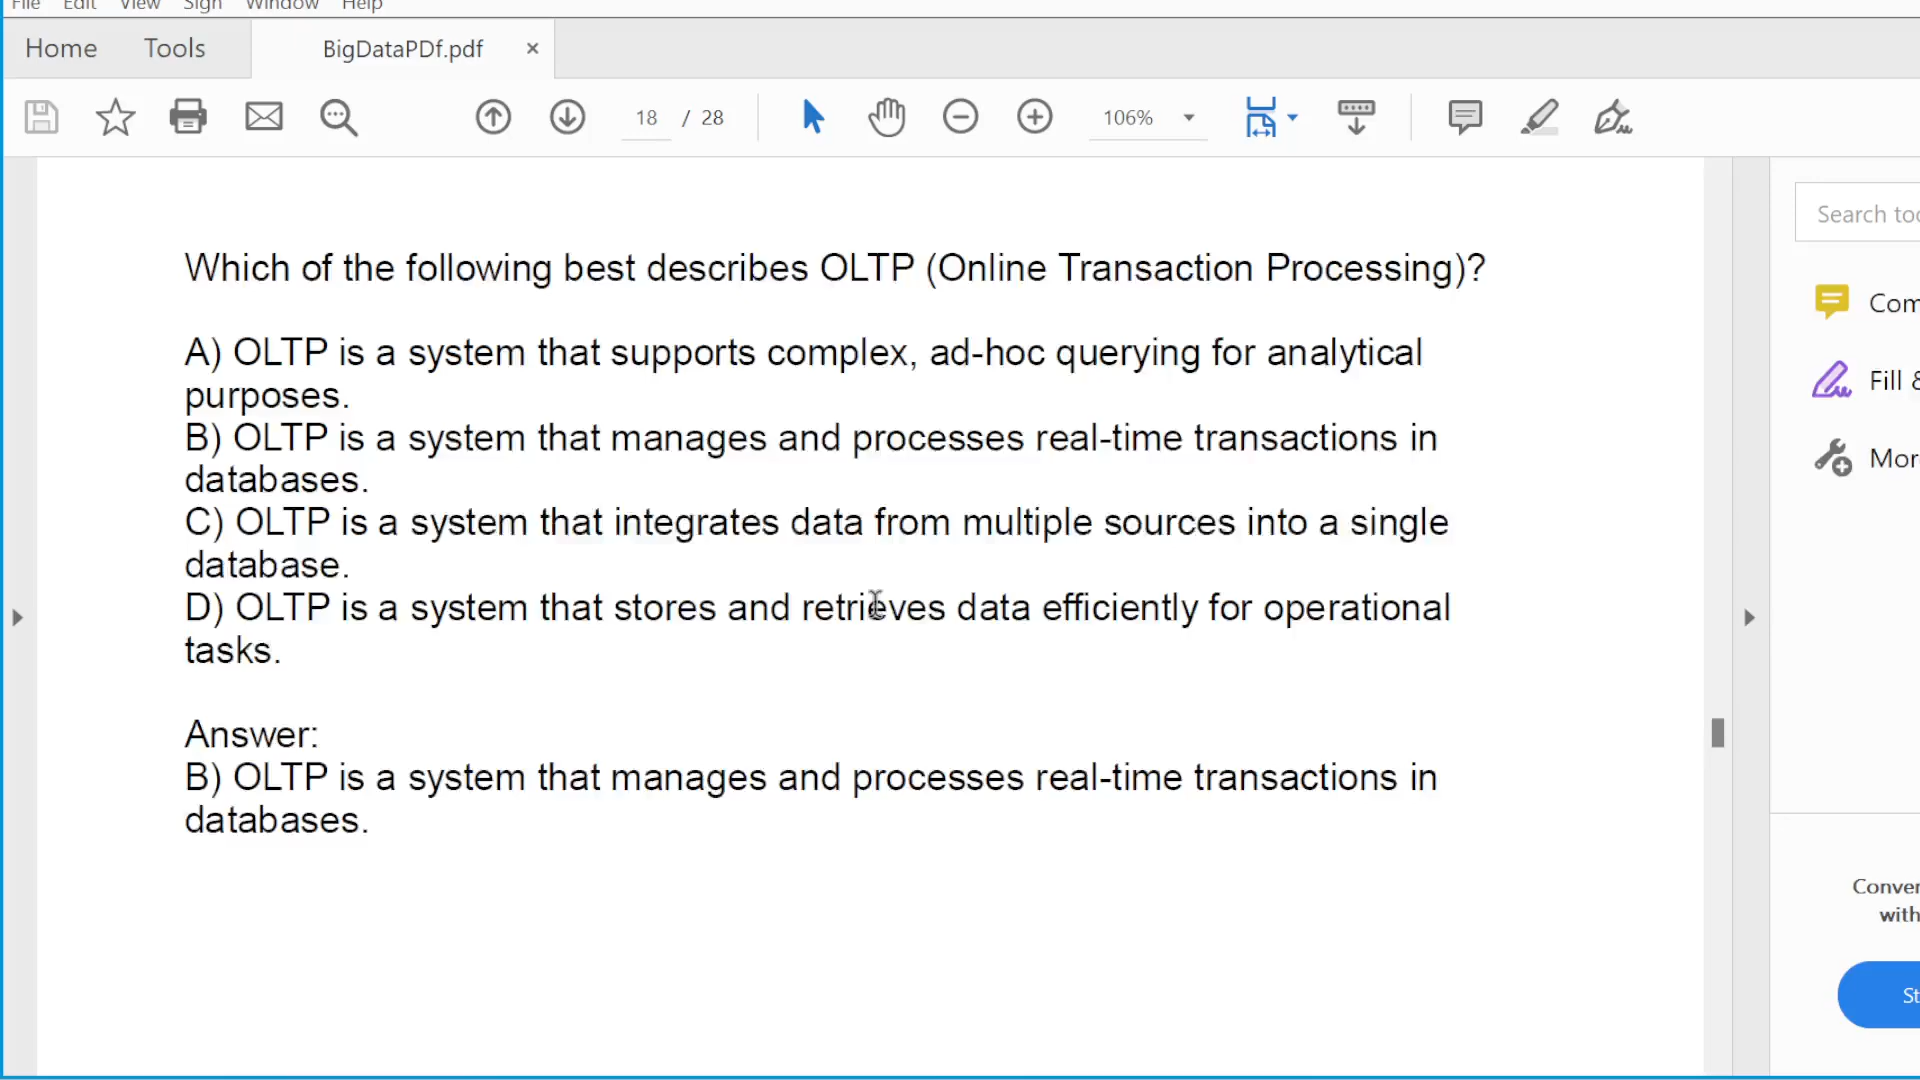 File Edit View Sign Window Help
Home Tools BigDataPDf.pdf ×
18 / 28 106%
Which of the following best describes OLTP (Online Transaction Processing)?
A) OLTP is a system that supports complex, ad-hoc querying for analytical
purposes.
B) OLTP is a system that manages and processes real-time transactions in
databases.
C) OLTP is a system that integrates data from multiple sources into a single
database.
D) OLTP is a system that stores and retrieves data efficiently for operational
tasks.
Answer:
B) OLTP is a system that manages and processes real-time transactions in
databases.
Search too
Com
Fill &
More
Conver
with
St